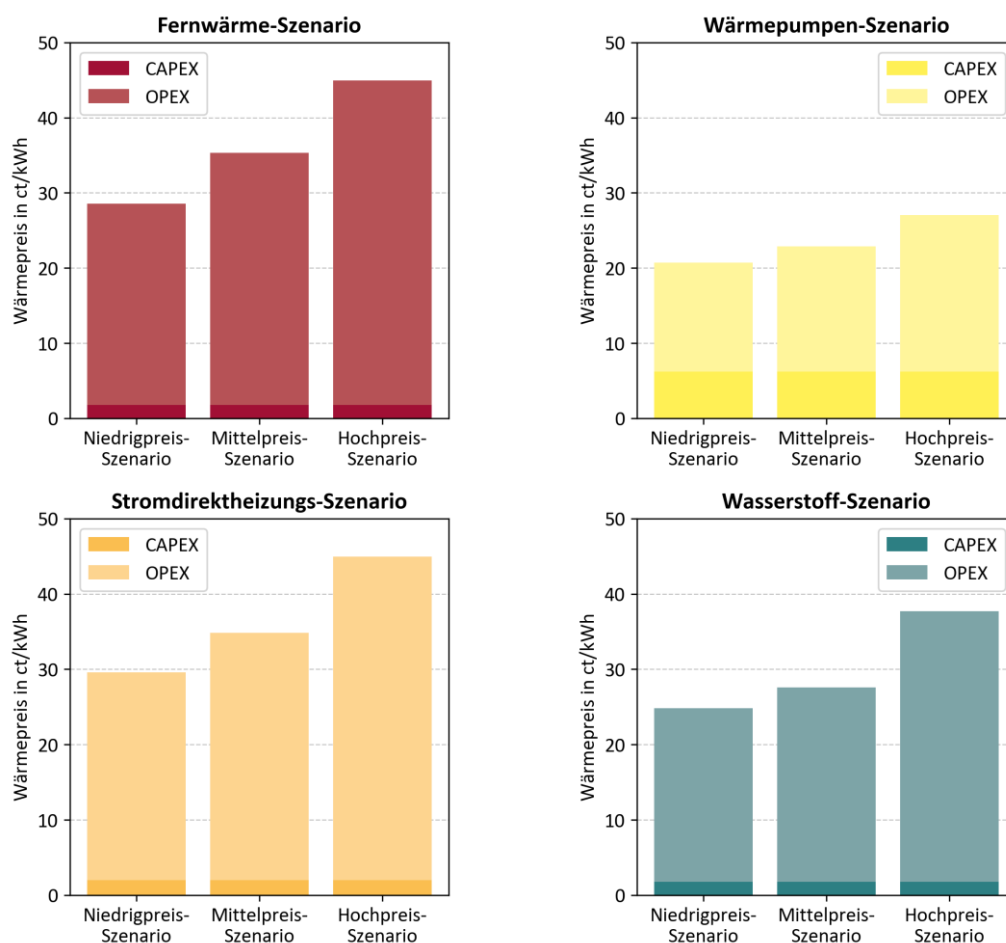 Fernwärme-Szenario
50
40
30
20
10
0
Wärmepreis in ct/kWh
CAPEX
OPEX
Niedrigpreis-
Szenario
Mittelpreis-
Szenario
Hochpreis-
Szenario
Wärmepumpen-Szenario
50
40
30
20
10
0
Wärmepreis in ct/kWh
CAPEX
OPEX
Niedrigpreis-
Szenario
Mittelpreis-
Szenario
Hochpreis-
Szenario
Stromdirektheizungs-Szenario
50
40
30
20
10
0
Wärmepreis in ct/kWh
CAPEX
OPEX
Niedrigpreis-
Szenario
Mittelpreis-
Szenario
Hochpreis-
Szenario
Wasserstoff-Szenario
50
40
30
20
10
0
Wärmepreis in ct/kWh
CAPEX
OPEX
Niedrigpreis-
Szenario
Mittelpreis-
Szenario
Hochpreis-
Szenario